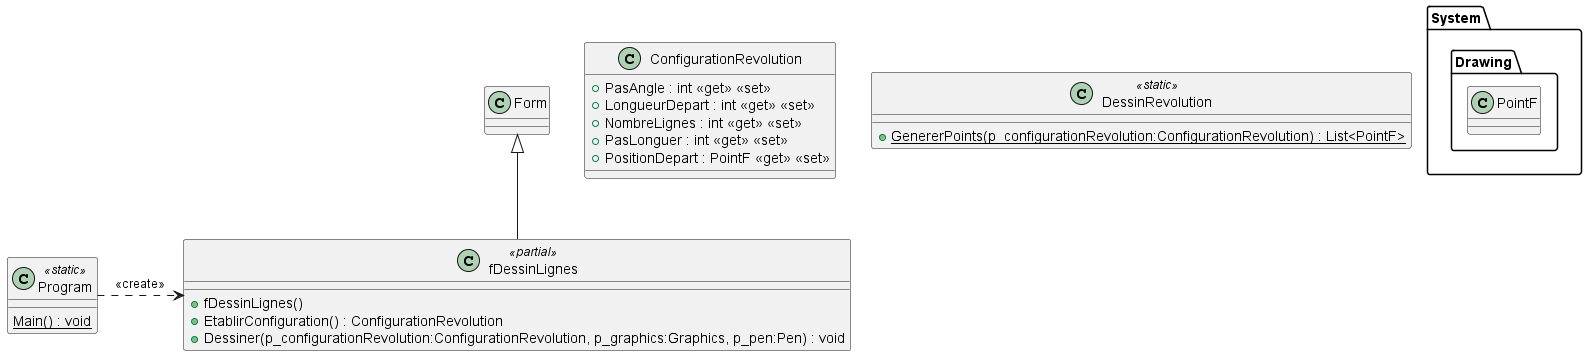 System
Drawing
C PointF
C Form
C ConfigurationRevolution
PasAngle : int «get» «set»
LongueurDepart : int «get» «set»
NombreLignes : int «get» «set»
PasLonguer : int «get» «set»
PositionDepart : PointF «get» «set»
C «static»
DessinRevolution
GenererPoints(p_configurationRevolution:ConfigurationRevolution) : List<PointF>
C «static»
Program
Main() : void
«create»
C «partial»
fDessinLignes
fDessinLignes()
EtablirConfiguration() : ConfigurationRevolution
Dessiner(p_configurationRevolution:ConfigurationRevolution, p_graphics:Graphics, p_pen:Pen) : void